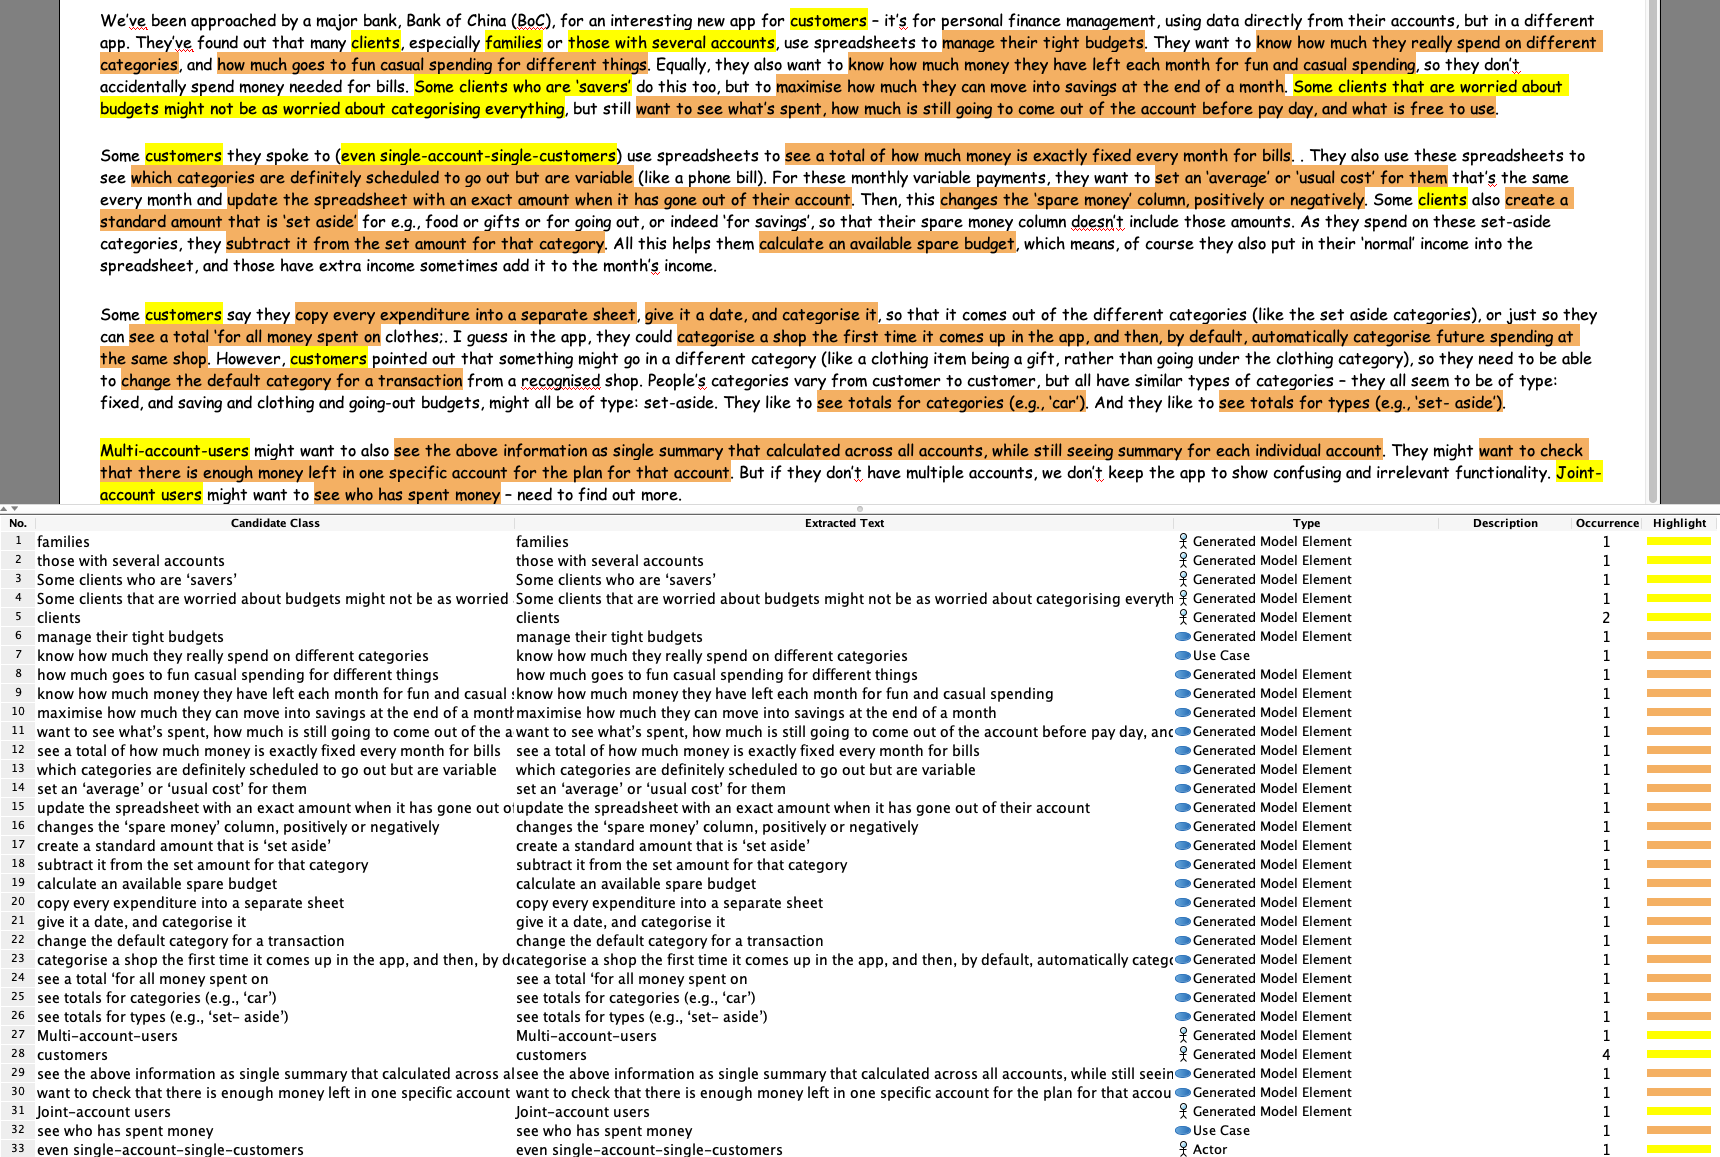 We've been approached by a major bank, Bank of China (BoC), for an interesting new app for customers – it's for personal finance management, using data directly from their accounts, but in a different
app. They've found out that many clients, especially families or those with several accounts, use spreadsheets to manage their tight budgets. They want to know how much they really spend on different
categories, and how much goes to fun casual spending for different things. Equally, they also want to know how much money they have left each month for fun and casual spending, so they don't
accidentally spend money needed for bills. Some clients who are 'savers' do this too, but to maximise how much they can move into savings at the end of a month. Some clients that are worried about
budgets might not be as worried about categorising everything, but still want to see what's spent, how much is still going to come out of the account before pay day, and what is free to use.
Some customers they spoke to (even single-account-single-customers) use spreadsheets to see a total of how much money is exactly fixed every month for bills. . They also use these spreadsheets to
see which categories are definitely scheduled to go out but are variable (like a phone bill). For these monthly variable payments, they want to set an 'average' or 'usual cost' for them that's the same
every month and update the spreadsheet with an exact amount when it has gone out of their account. Then, this changes the 'spare money' column, positively or negatively. Some clients also create a
standard amount that is 'set aside' for e.g., food or gifts or for going out, or indeed 'for savings', so that their spare money column doesn't include those amounts. As they spend on these set-aside
categories, they subtract it from the set amount for that category. All this helps them calculate an available spare budget, which means, of course they also put in their 'normal' income into the
spreadsheet, and those have extra income sometimes add it to the month's income.
Some customers say they copy every expenditure into a separate sheet, give it a date, and categorise it, so that it comes out of the different categories (like the set aside categories), or just so they
can see a total 'for all money spent on clothes;. I guess in the app, they could categorise a shop the first time it comes up in the app, and then, by default, automatically categorise future spending at
the same shop. However, customers pointed out that something might go in a different category (like a clothing item being a gift, rather than going under the clothing category), so they need to be able
to change the default category for a transaction from a recognised shop. People's categories vary from customer to customer, but all have similar types of categories – they all seem to be of type:
fixed, and saving and clothing and going-out budgets, might all be of type: set-aside. They like to see totals for categories (e.g., 'car'). And they like to see totals for types (e.g., 'set- aside').
Multi-account-users might want to also see the above information as single summary that calculated across all accounts, while still seeing summary for each individual account. They might want to check
that there is enough money left in one specific account for the plan for that account. But if they don't have multiple accounts, we don't keep the app to show confusing and irrelevant functionality. Joint-
account users might want to see who has spent money – need to find out more.
No. Candidate Class Extracted Text Type Description Occurrence Highlight
1 families families Generated Model Element 1
2 those with several accounts those with several accounts Generated Model Element 1
3 Some clients who are 'savers' Some clients who are 'savers' Generated Model Element 1
4 Some clients that are worried about budgets might not be as worried Some clients that are worried about budgets might not be as worried about categorising everyth Generated Model Element 1
5 clients clients Generated Model Element 2
6 manage their tight budgets manage their tight budgets Generated Model Element 1
7 know how much they really spend on different categories know how much they really spend on different categories Use Case 1
8 how much goes to fun casual spending for different things how much goes to fun casual spending for different things Generated Model Element 1
9 know how much money they have left each month for fun and casual s know how much money they have left each month for fun and casual spending Generated Model Element 1
10 maximise how much they can move into savings at the end of a month maximise how much they can move into savings at the end of a month Generated Model Element 1
11 want to see what's spent, how much is still going to come out of the a want to see what's spent, how much is still going to come out of the account before pay day, and Generated Model Element 1
12 see a total of how much money is exactly fixed every month for bills see a total of how much money is exactly fixed every month for bills Generated Model Element 1
13 which categories are definitely scheduled to go out but are variable which categories are definitely scheduled to go out but are variable Generated Model Element 1
14 set an 'average' or 'usual cost' for them set an 'average' or 'usual cost' for them Generated Model Element 1
15 update the spreadsheet with an exact amount when it has gone out of update the spreadsheet with an exact amount when it has gone out of their account Generated Model Element 1
16 changes the 'spare money' column, positively or negatively changes the 'spare money' column, positively or negatively Generated Model Element 1
17 create a standard amount that is 'set aside' create a standard amount that is 'set aside' Generated Model Element 1
18 subtract it from the set amount for that category subtract it from the set amount for that category Generated Model Element 1
19 calculate an available spare budget calculate an available spare budget Generated Model Element 1
20 copy every expenditure into a separate sheet copy every expenditure into a separate sheet Generated Model Element 1
21 give it a date, and categorise it give it a date, and categorise it Generated Model Element 1
22 change the default category for a transaction change the default category for a transaction Generated Model Element 1
23 categorise a shop the first time it comes up in the app, and then, by de categorise a shop the first time it comes up in the app, and then, by default, automatically categ Generated Model Element 1
24 see a total 'for all money spent on see a total 'for all money spent on Generated Model Element 1
25 see totals for categories (e.g., 'car') see totals for categories (e.g., 'car') Generated Model Element 1
26 see totals for types (e.g., 'set- aside') see totals for types (e.g., 'set- aside') Generated Model Element 1
27 Multi-account-users Multi-account-users Generated Model Element 1
28 customers customers Generated Model Element 4
29 see the above information as single summary that calculated across al see the above information as single summary that calculated across all accounts, while still seein Generated Model Element 1
30 want to check that there is enough money left in one specific account want to check that there is enough money left in one specific account for the plan for that accou Generated Model Element 1
31 Joint-account users Joint-account users Generated Model Element 1
32 see who has spent money see who has spent money Use Case 1
33 even single-account-single-customers even single-account-single-customers Actor 1